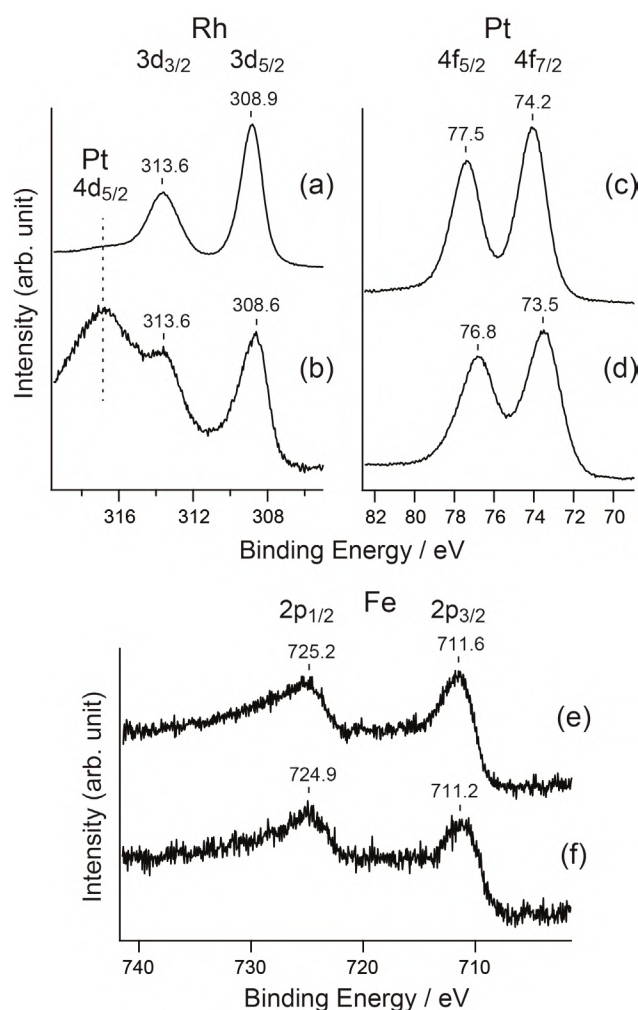 Rh
3d3/2 3d5/2
308.9
313.6
Pt
4d5/2
(a)
313.6
308.6
(b)
316 312 308
Pt
4f5/2 4f7/2
77.5
74.2
(c)
76.8
73.5
(d)
82 80 78 76 74 72 70
Intensity (arb. unit)
Binding Energy / eV
Fe
2p1/2 2p3/2
725.2
711.6
(e)
724.9
711.2
(f)
Intensity (arb. unit)
740 730 720 710
Binding Energy / eV